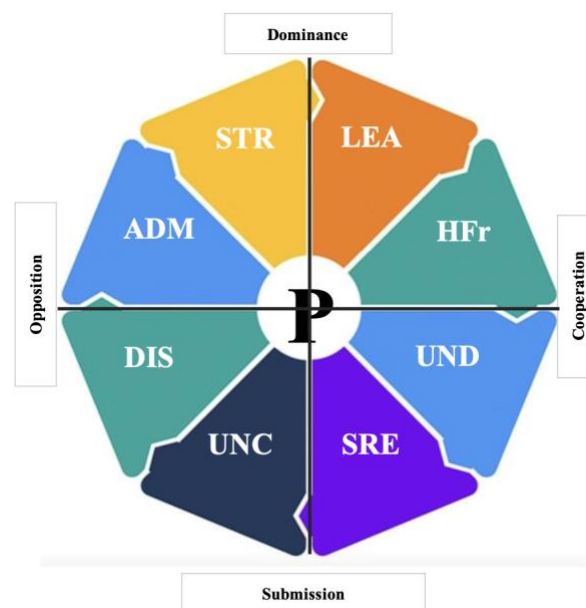 Dominance
STR
LEA
ADM
HFr
Opposition
P
Cooperation
DIS
UND
UNC
SRE
Submission